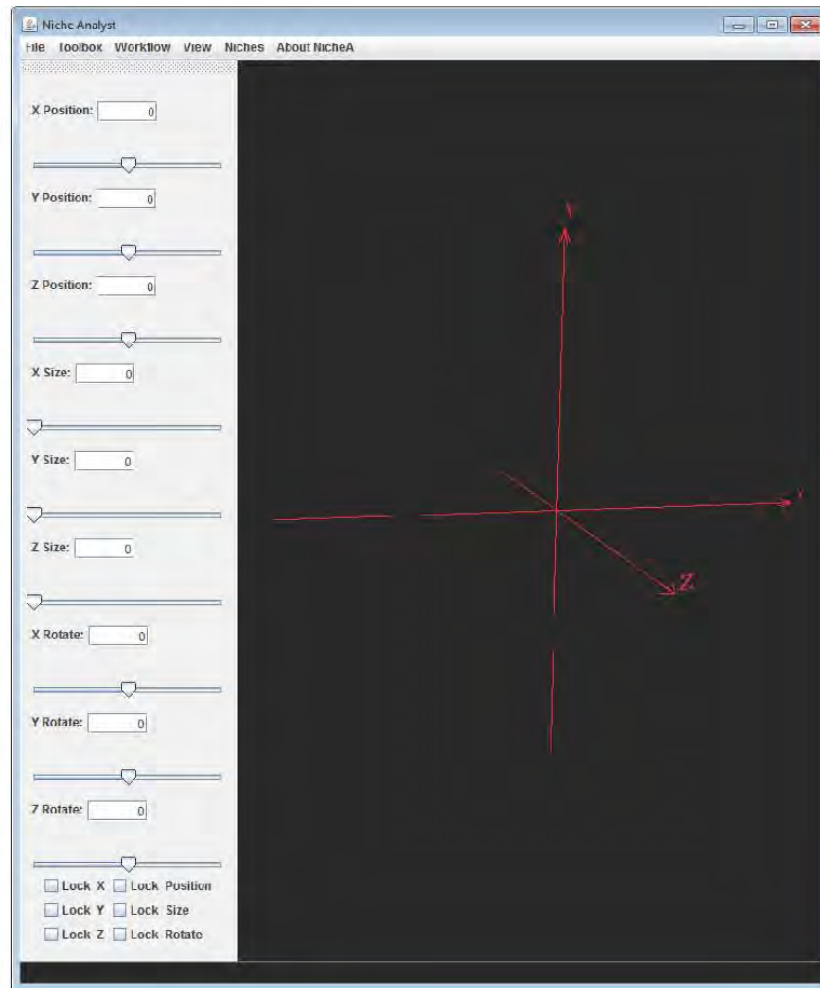 Niche Analyst
File Toolbox Workflow View Niches About NicheA
X Position: 0
Y Position: 0
Z Position: 0
X Size: 0
Y Size: 0
Z Size: 0
X Rotate: 0
Y Rotate: 0
Z Rotate: 0
Lock X Lock Position
Lock Y Lock Size
Lock Z Lock Rotate
Z